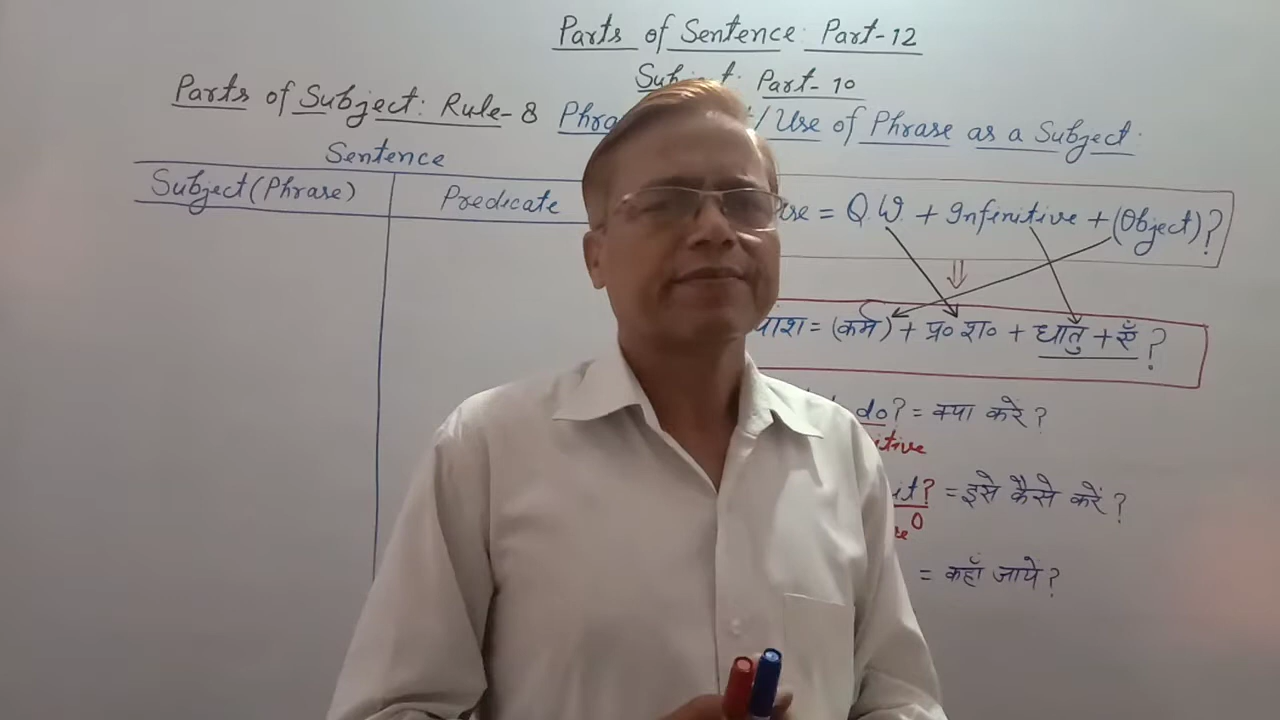 Parts of Sentence: Part-12
Part-10
Parts of Subject: Rule-8 /Use of Phrase as a Subject:
Sentence
Subject (Phrase) Predicate
= Q.W. + Infinitive + (Object)?
⇓
= (कर्म) + प्र० श० + धातु + एँ ?
do? = क्या करें ?
it? = इसे कैसे करें ?
O
= कहाँ जायें ?